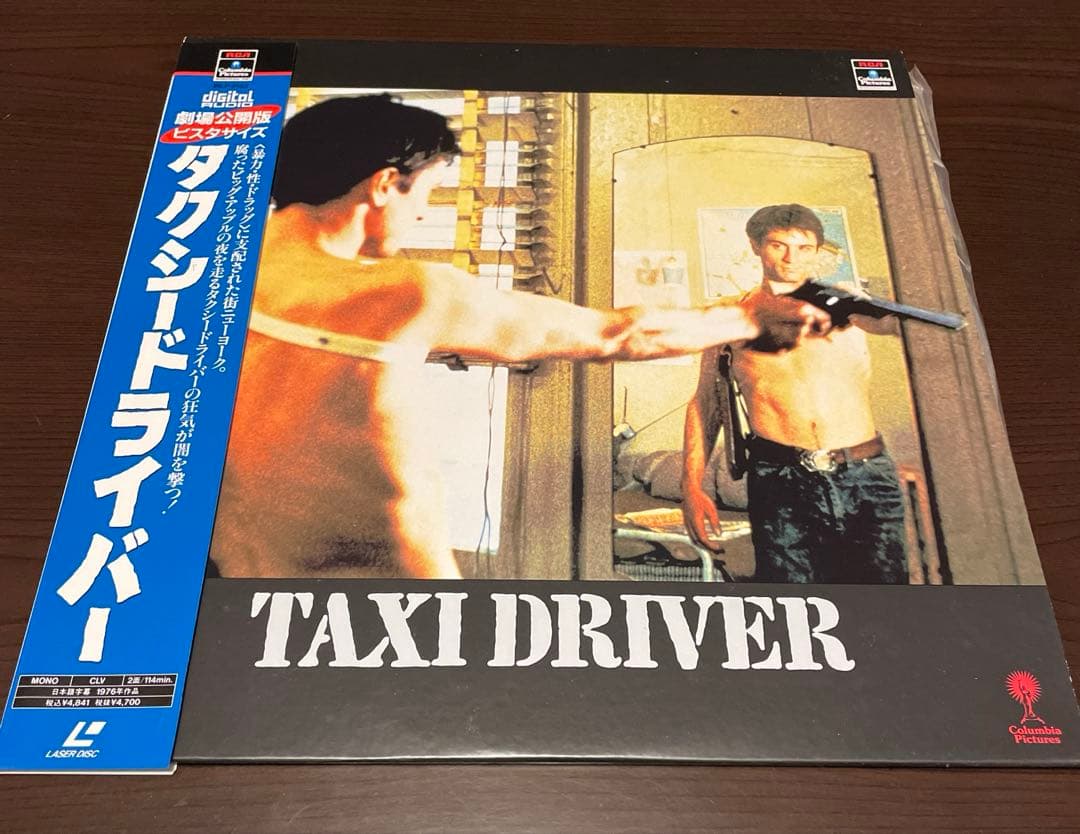 RCA
Columbia Pictures
digital AUDIO
劇場公開版
ビスタサイズ
タクシードライバー
〈暴力・性・ドラッグ〉に支配された街ニューヨーク。
腐ったビッグ・アップルの夜を走るタクシードライバーの狂気が闇を撃つ!
MONO CLV 2面/114min.
日本語字幕 1976年作品
税込¥4,841 税抜¥4,700
LASER DISC
RCA
Columbia Pictures
TAXI DRIVER
Columbia
Pictures